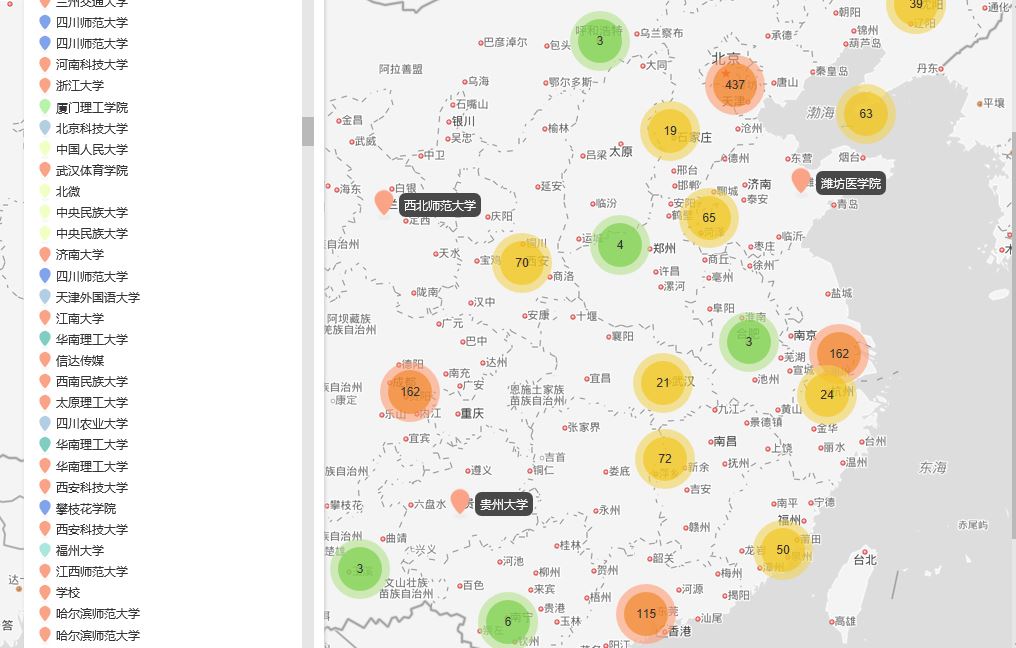 兰州交通大学
四川师范大学
四川师范大学
河南科技大学
浙江大学
厦门理工学院
北京科技大学
中国人民大学
武汉体育学院
北微
中央民族大学
中央民族大学
济南大学
四川师范大学
天津外国语大学
江南大学
华南理工大学
信达传媒
西南民族大学
太原理工大学
四川农业大学
华南理工大学
华南理工大学
西安科技大学
攀枝花学院
西安科技大学
福州大学
江西师范大学
学校
哈尔滨师范大学
哈尔滨师范大学
答
39
朝阳
通化
辽阳
锦州
葫芦岛
承德
乌兰察布
呼和浩特
3
巴彦淖尔
包头
北京
大同
阿拉善盟
秦皇岛
丹东
唐山
437
天津
乌海
鄂尔多斯
石嘴山
平壤
渤海
63
金昌
银川
吴忠
榆林
19
石家庄
沧州
武威
中卫
吕梁
太原
德州
东营
烟台
邢台
海东
白银
延安
邯郸
聊城
济南
潍坊医学院
泰安
青岛
西北师范大学
临汾
安阳
鹤壁
65
菏泽
定西
庆阳
自治州
天水
宝鸡
铜川
70
西安
商洛
运城
4
郑州
临沂
枣庄
商丘
徐州
许昌
亳州
漯河
陇南
汉中
盐城
阜阳
阿坝藏族
羌族自治州
广元
安康
十堰
淮南
合肥
3
南京
162
巴中
襄阳
芜湖
宣城
德阳
达州
南充
成都
162
广安
恩施土家族
苗族自治州
宜昌
21
武汉
池州
24
杭州
自治州
康定
乐山
内江
重庆
九江
黄山
景德镇
金华
张家界
宜宾
南昌
上饶
丽水
台州
温州
吉首
72
新余
抚州
东海
族自治州
遵义
铜仁
娄底
萍乡
吉安
攀枝花
六盘水
贵州大学
永州
南平
宁德
福州
赤尾屿
赣州
自治州
楚雄
曲靖
兴义
桂林
莆田
50
泉州
龙岩
漳州
台北
3
河池
韶关
文山壮族
苗族自治州
百色
柳州
贺州
梅州
来宾
梧州
河源
揭阳
贵港
南宁
6
玉林
115
东莞
汕尾
高雄
崇左
钦州
香港
茂名
阳江